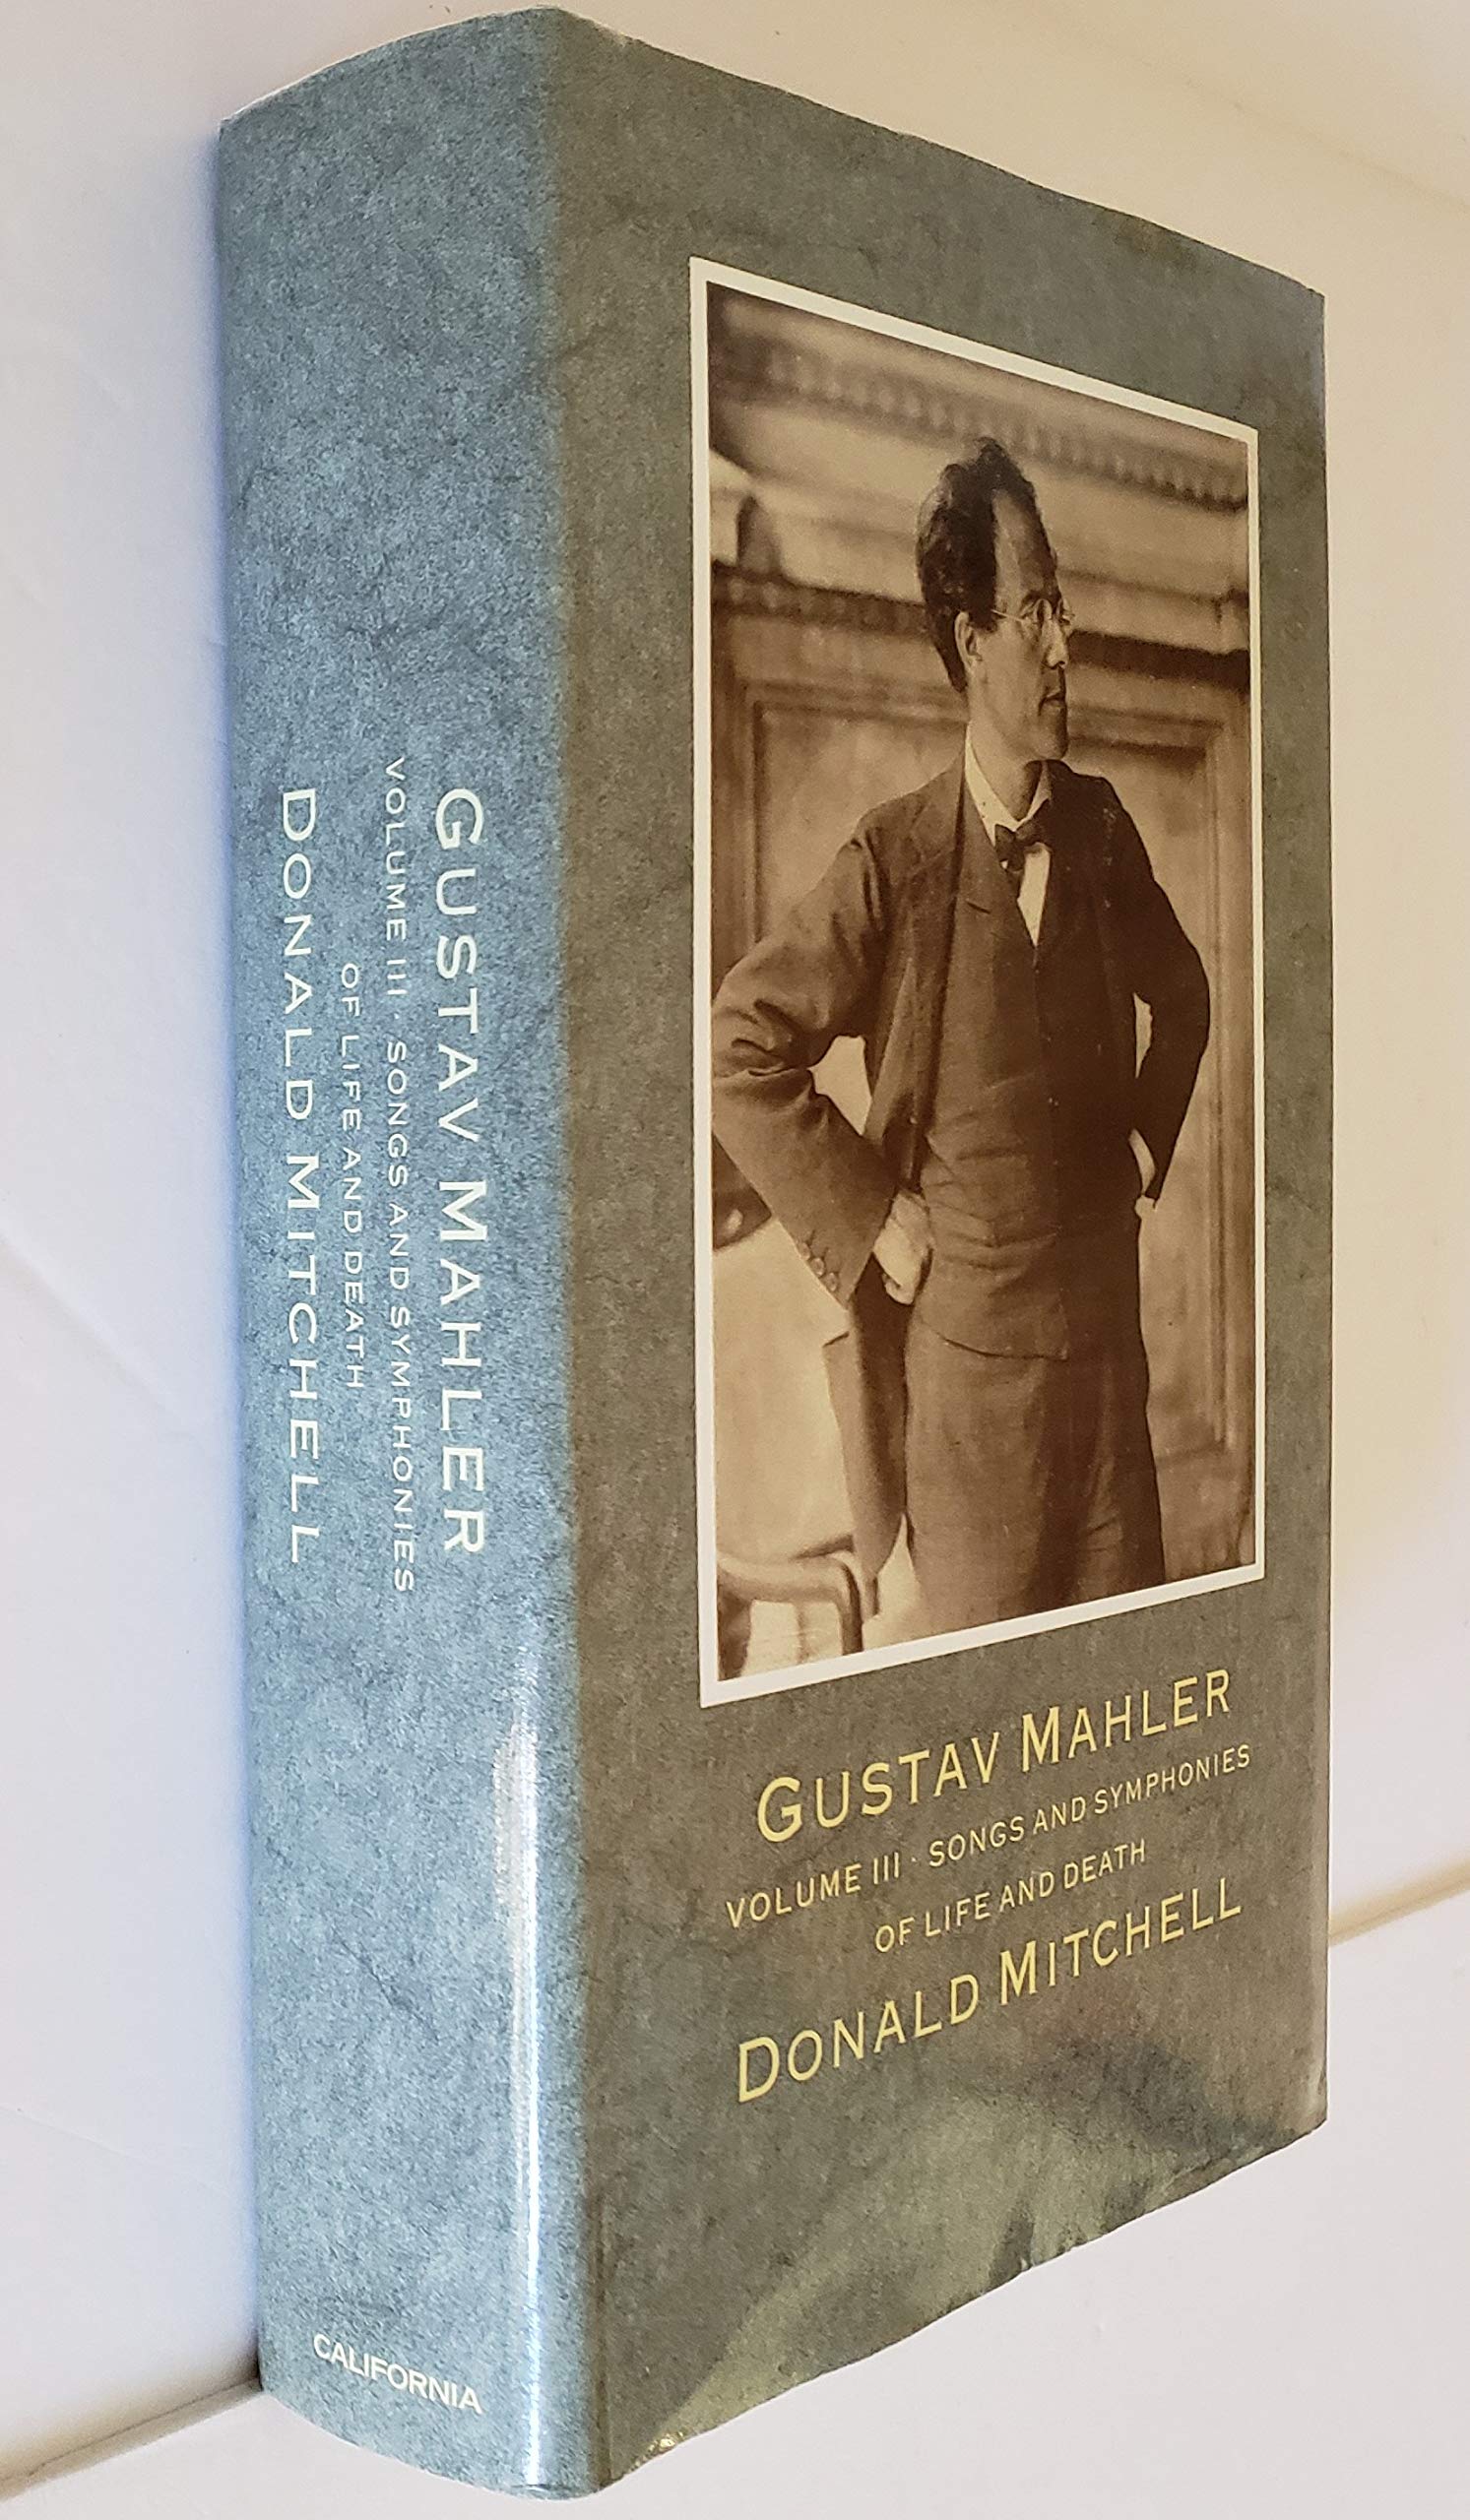 GUSTAV MAHLER
VOLUME III · SONGS AND SYMPHONIES
OF LIFE AND DEATH
DONALD MITCHELL
CALIFORNIA
GUSTAV MAHLER
VOLUME III · SONGS AND SYMPHONIES
OF LIFE AND DEATH
DONALD MITCHELL